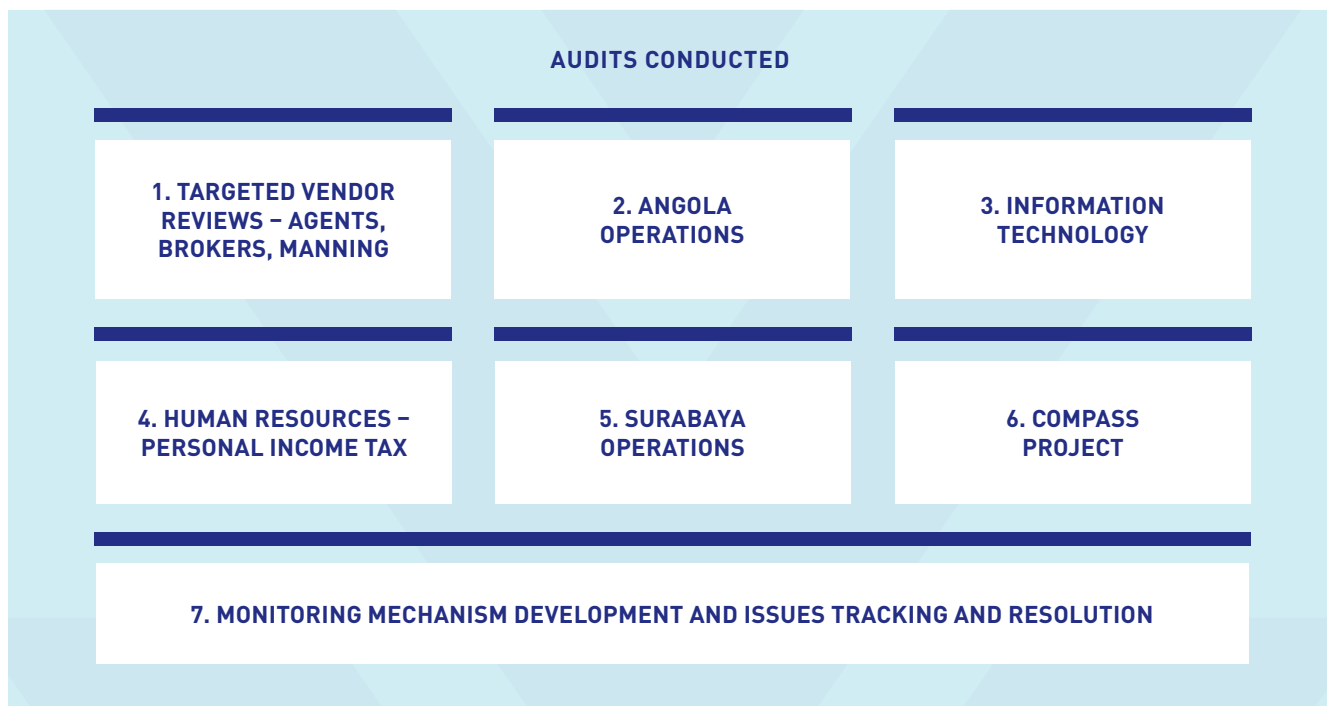 AUDITS CONDUCTED
1. TARGETED VENDOR
REVIEWS – AGENTS,
BROKERS, MANNING
2. ANGOLA
OPERATIONS
3. INFORMATION
TECHNOLOGY
4. HUMAN RESOURCES –
PERSONAL INCOME TAX
5. SURABAYA
OPERATIONS
6. COMPASS
PROJECT
7. MONITORING MECHANISM DEVELOPMENT AND ISSUES TRACKING AND RESOLUTION